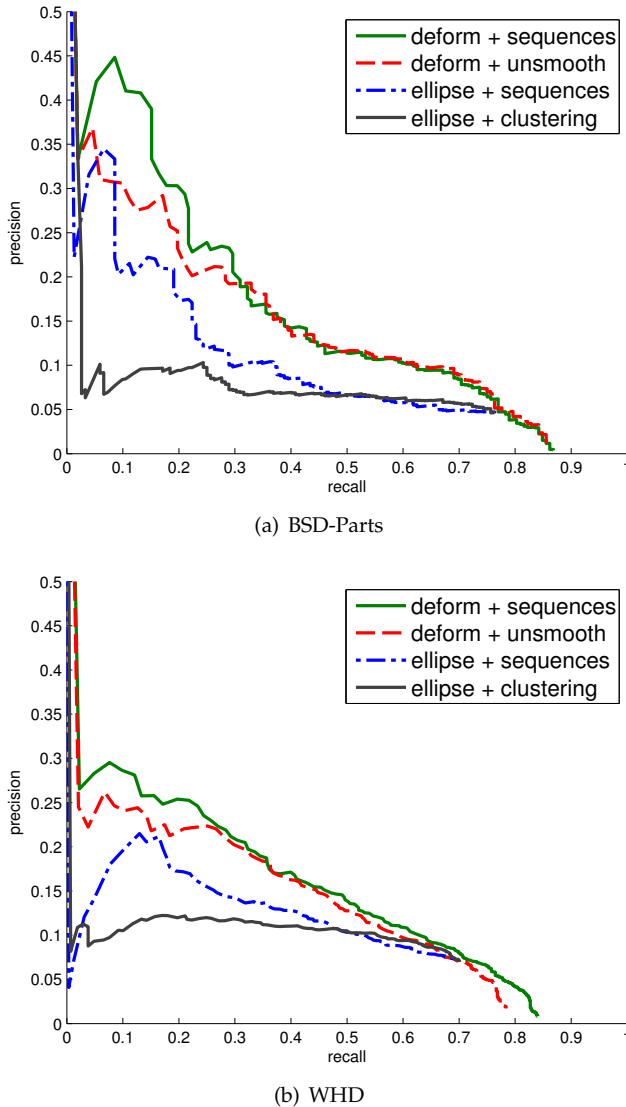 0.5
0.45
0.4
0.35
0.3
0.25
0.2
0.15
0.1
0.05
0
precision
deform + sequences
deform + unsmooth
ellipse + sequences
ellipse + clustering
0 0.1 0.2 0.3 0.4 0.5 0.6 0.7 0.8 0.9 1
recall
(a) BSD-Parts
0.5
0.45
0.4
0.35
0.3
0.25
0.2
0.15
0.1
0.05
0
precision
deform + sequences
deform + unsmooth
ellipse + sequences
ellipse + clustering
0 0.1 0.2 0.3 0.4 0.5 0.6 0.7 0.8 0.9 1
recall
(b) WHD